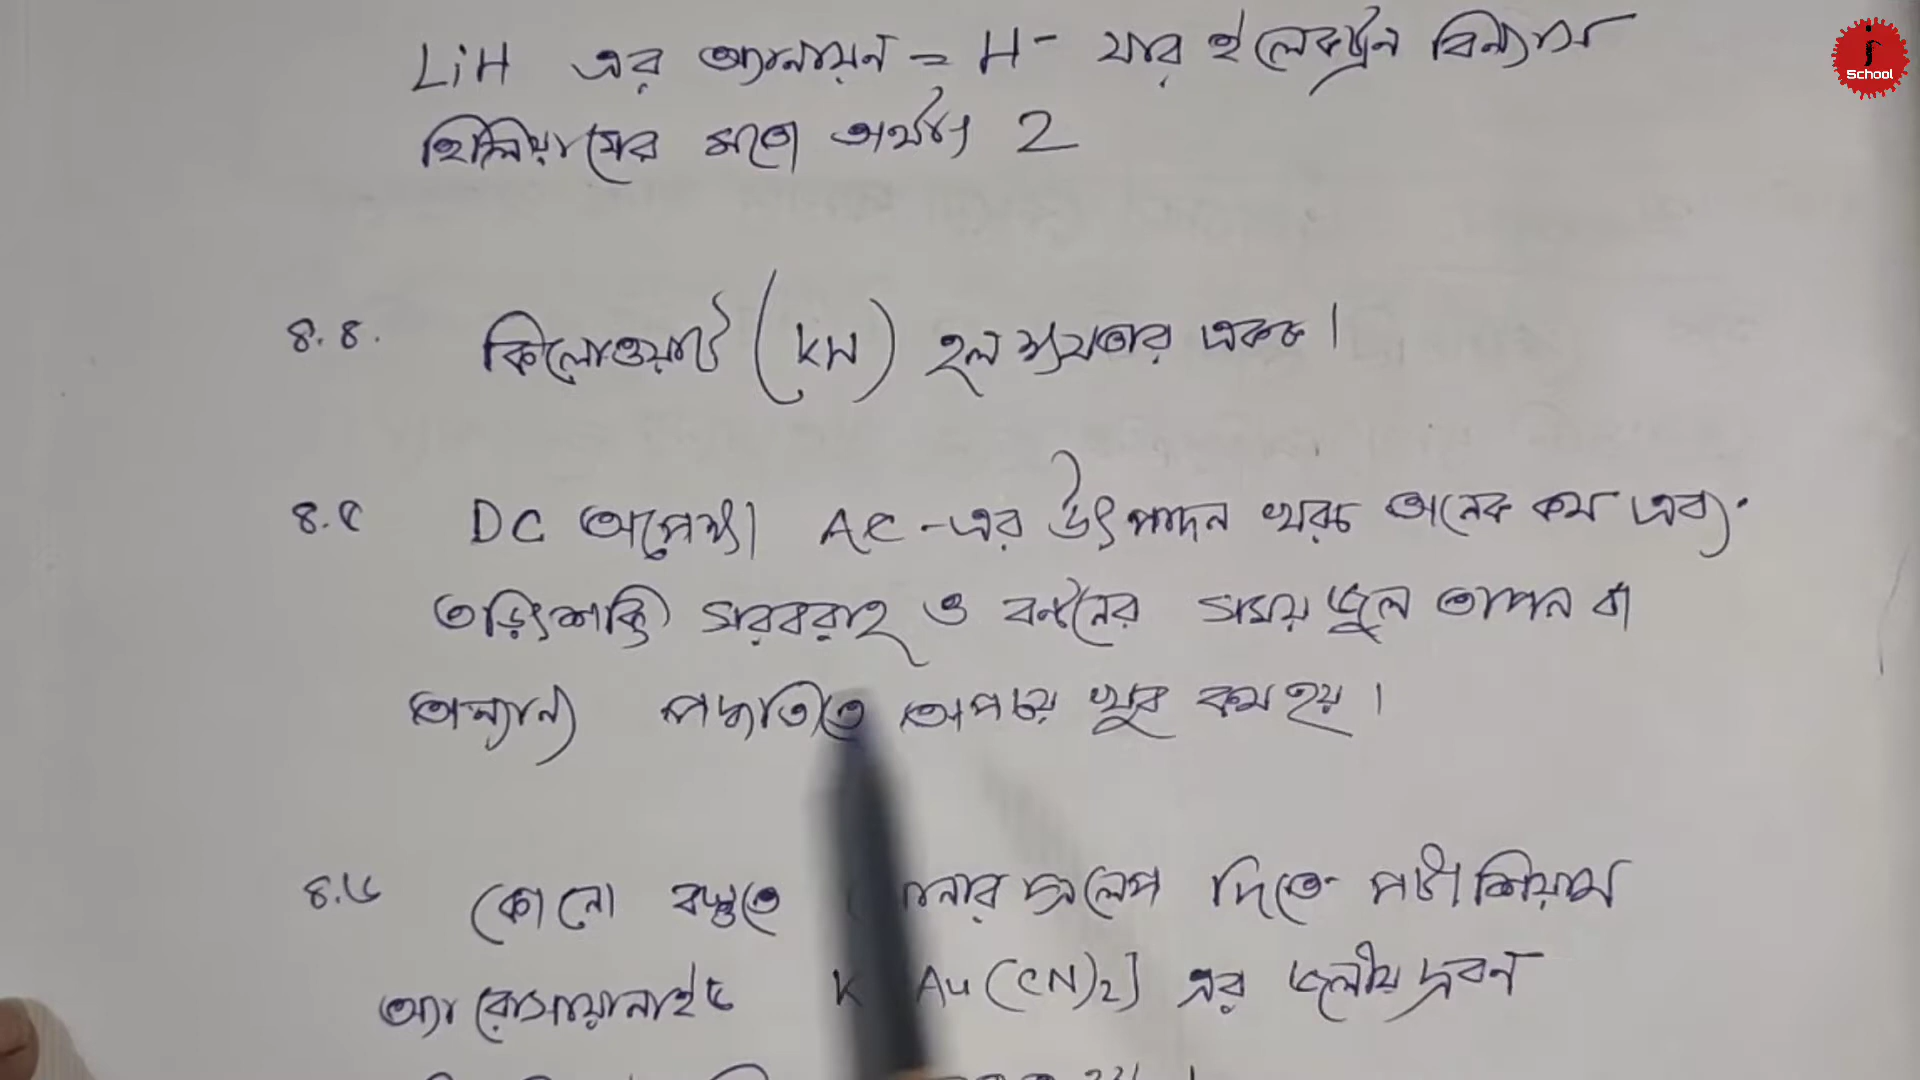 LiH এর অ্যানায়ন = H⁻ যার ইলেকট্রন বিন্যাস
হিলিয়ামের মতো অর্থাৎ 2
School
৪.৪. কিলোওয়াট (kW) হল ক্ষমতার একক।
৪.৫ DC অপেক্ষা AC-এর উৎপাদন খরচ অনেক কম এবং
তড়িৎশক্তি সরবরাহ ও বন্টনের সময় জুল তাপন বা
অন্যান্য পদ্ধতিতে অপচয় খুব কম হয়।
৪.৬ কোনো বস্তুতে প্রলেপ দিতে পটাশিয়াম
অ্যারোসায়ানাইড K Au(CN)₂] এর জলীয় দ্রবণ